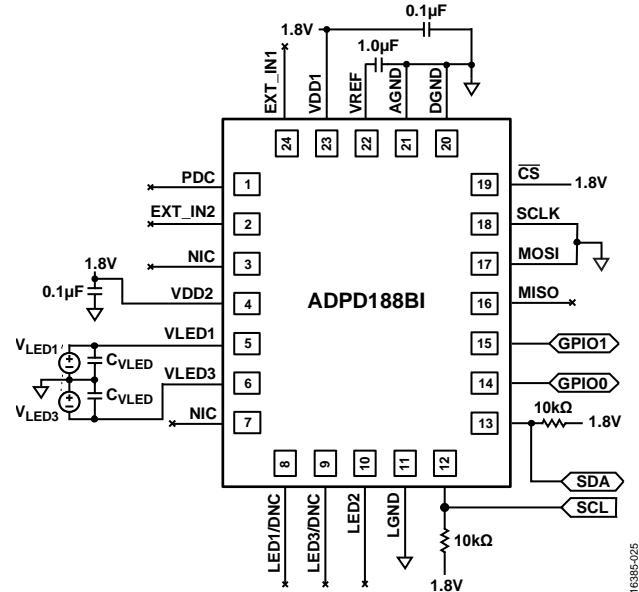 0.1µF
1.8V
1.0µF
EXT_IN1
VDD1
VREF
AGND
DGND
24
23
22
21
20
PDC
1
19
CS
1.8V
EXT_IN2
2
18
SCLK
NIC
3
17
MOSI
1.8V
0.1µF
VDD2
4
ADPD188BI
16
MISO
VLED1
5
15
GPIO1
VLED1
CVLED
VLED3
6
14
GPIO0
CVLED
VLED3
NIC
7
13
10kΩ
1.8V
8
9
10
11
12
SDA
SCL
LED1/DNC
LED3/DNC
LED2
LGND
10kΩ
1.8V
16385-025